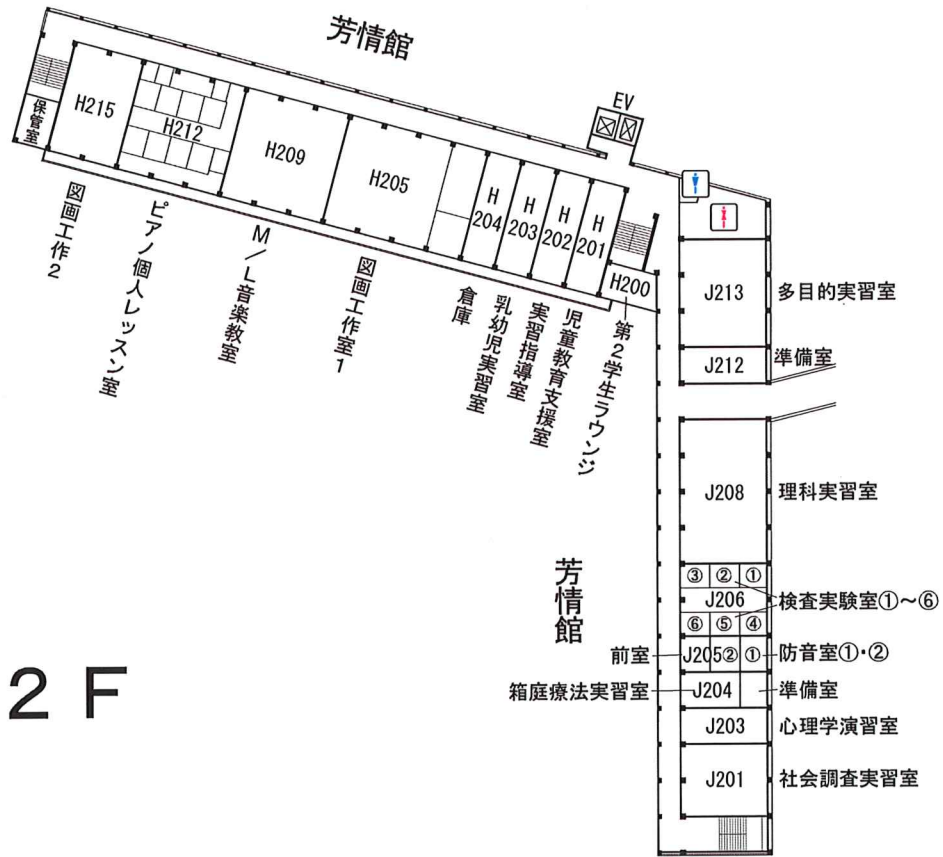 芳情館
EV
保管室
H215
H212
H209
H205
H204
H203
H202
H201
H200
図画工作2
ピアノ個人レッスン室
M/L音楽教室
図画工作室1
倉庫
乳幼児実習室
実習指導室
児童教育支援室
第2学生ラウンジ
J213 多目的実習室
J212 準備室
J208 理科実習室
芳情館
③ ② ①
J206 検査実験室①～⑥
⑥ ⑤ ④
前室 J205 ② ① 防音室①・②
箱庭療法実習室 J204 準備室
J203 心理学演習室
J201 社会調査実習室
2F